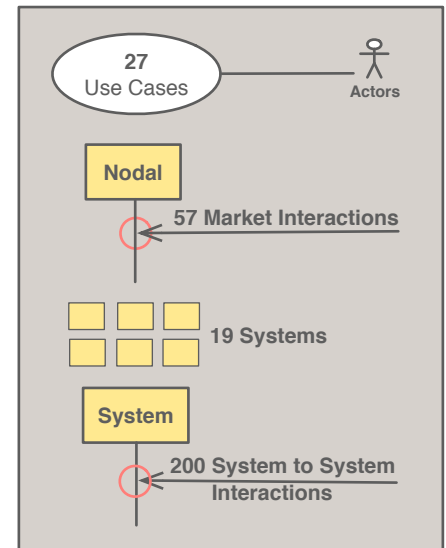 27
Use Cases
Actors
Nodal
57 Market Interactions
19 Systems
System
200 System to System
Interactions